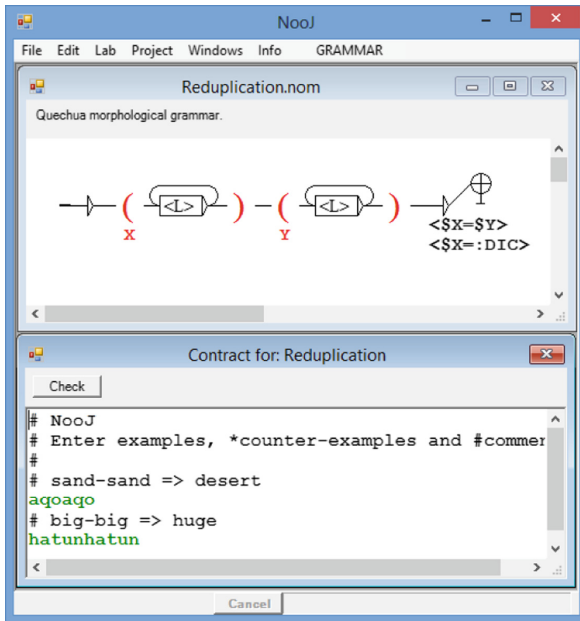 NooJ
File Edit Lab Project Windows Info GRAMMAR
Reduplication.nom
Quechua morphological grammar.
( <L> ) ( <L> )
X Y
<$X=$Y>
<$X=:DIC>
Contract for: Reduplication
Check
# NooJ
# Enter examples, *counter-examples and #commer
#
# sand-sand => desert
aqoaqo
# big-big => huge
hatunhatun
Cancel